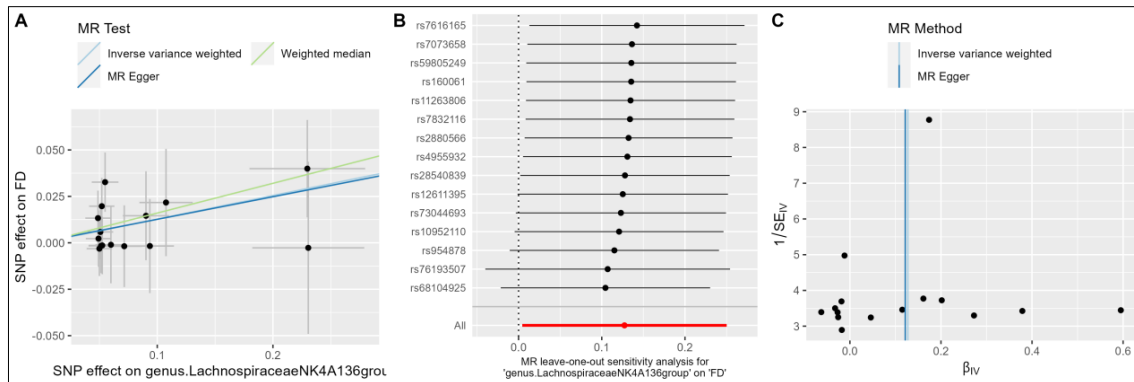 A
MR Test
Inverse variance weighted
Weighted median
MR Egger
SNP effect on FD
0.050
0.025
0.000
-0.025
-0.050
0.1
0.2
SNP effect on genus.LachnospiraceaeNK4A136grou
B
rs7616165
rs7073658
rs59805249
rs160061
rs11263806
rs7832116
rs2880566
rs4955932
rs28540839
rs12611395
rs73044693
rs10952110
rs954878
rs76193507
rs68104925
All
0.0
0.1
0.2
MR leave-one-out sensitivity analysis for
'genus.LachnospiraceaeNK4A136group' on 'FD'
C
MR Method
Inverse variance weighted
MR Egger
1/SE_IV
9
8
7
6
5
4
3
0.0
0.2
0.4
0.6
β_IV